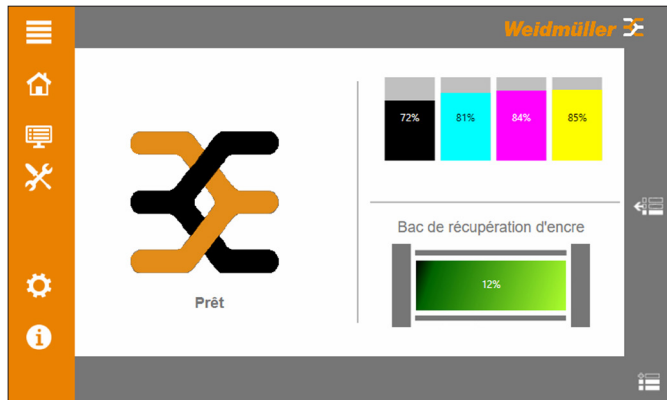 Weidmüller
72%
81%
84%
85%
Bac de récupération d'encre
12%
Prêt